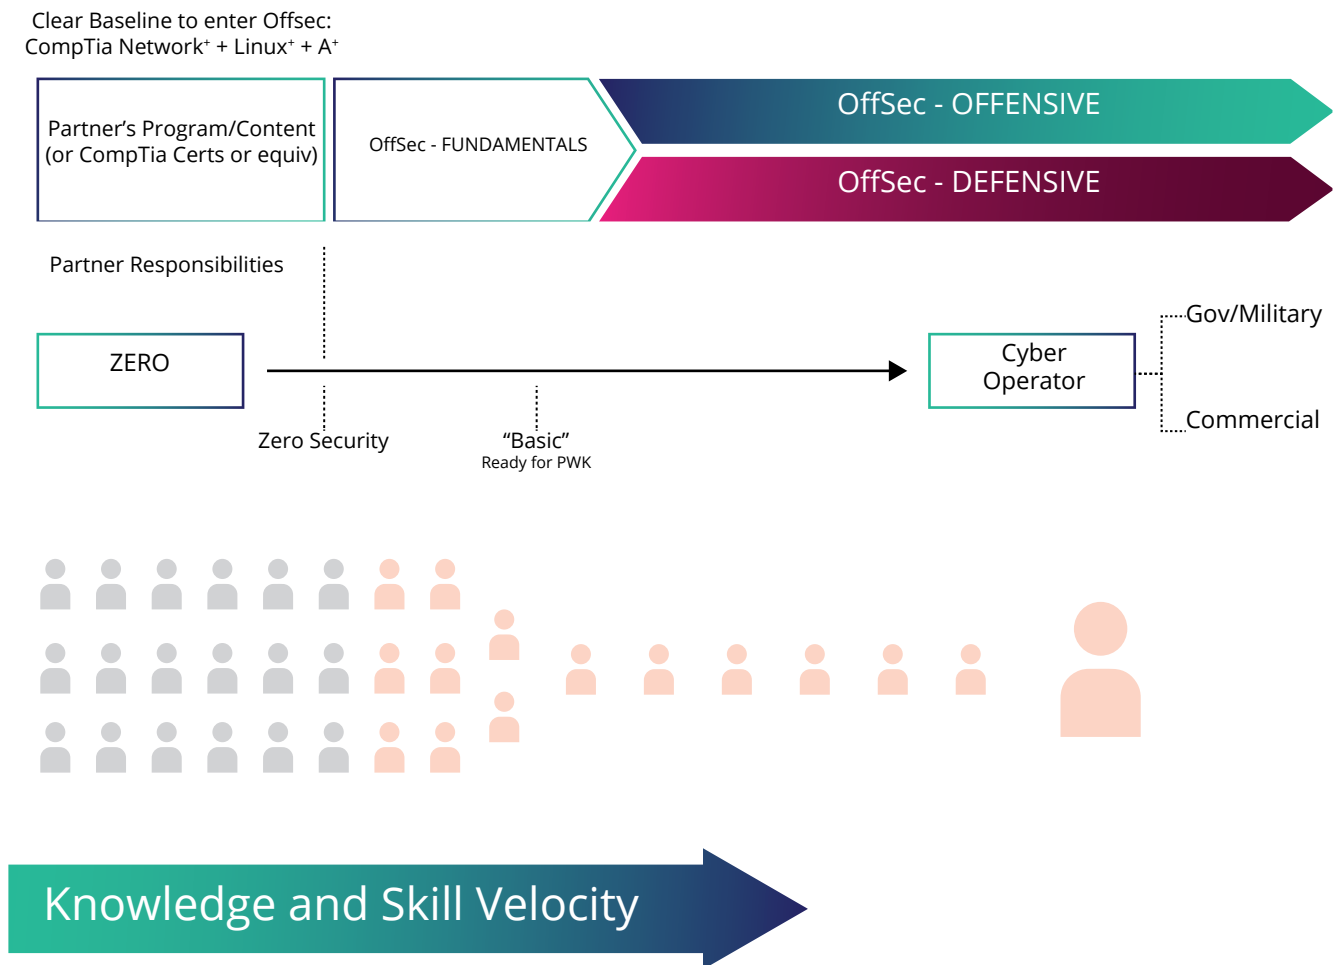 Clear Baseline to enter Offsec:
CompTia Network⁺ + Linux⁺ + A⁺
Partner's Program/Content
(or CompTia Certs or equiv)
OffSec - FUNDAMENTALS
OffSec - OFFENSIVE
OffSec - DEFENSIVE
Partner Responsibilities
ZERO
Cyber
Operator
Gov/Military
Commercial
Zero Security
“Basic”
Ready for PWK
Knowledge and Skill Velocity